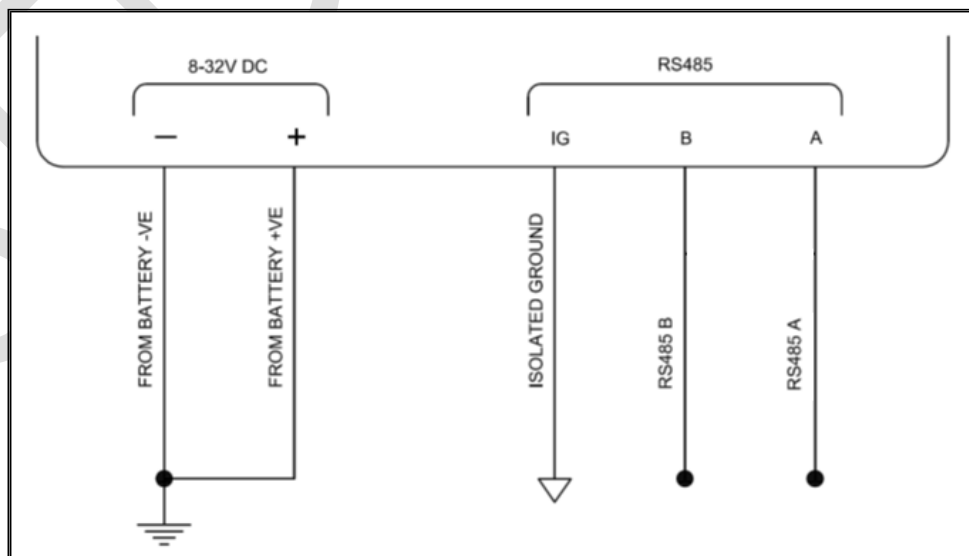 8-32V DC
RS485
—
+
IG
B
A
FROM BATTERY -VE
FROM BATTERY +VE
ISOLATED GROUND
RS485 B
RS485 A